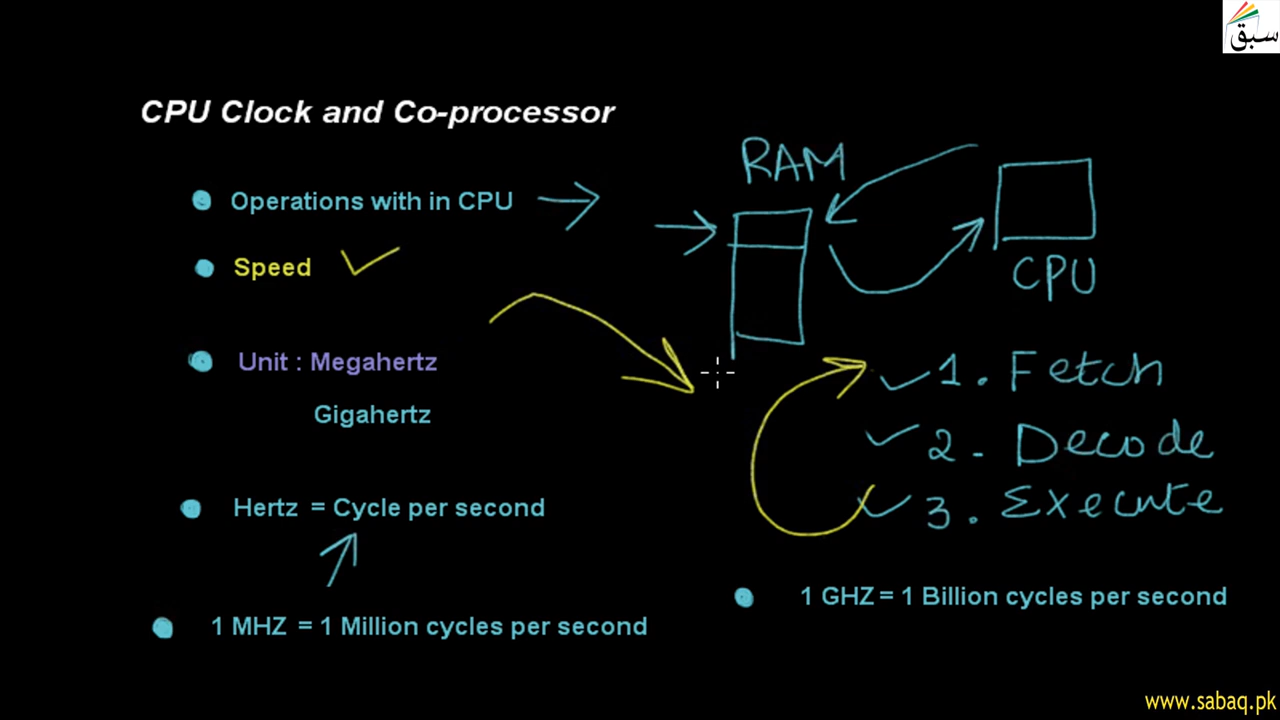 سبق
CPU Clock and Co-processor
Operations with in CPU
Speed
Unit : Megahertz
Gigahertz
Hertz = Cycle per second
1 MHZ = 1 Million cycles per second
RAM
CPU
1. Fetch
2 - Decode
3. Execute
1 GHZ = 1 Billion cycles per second
www.sabaq.pk